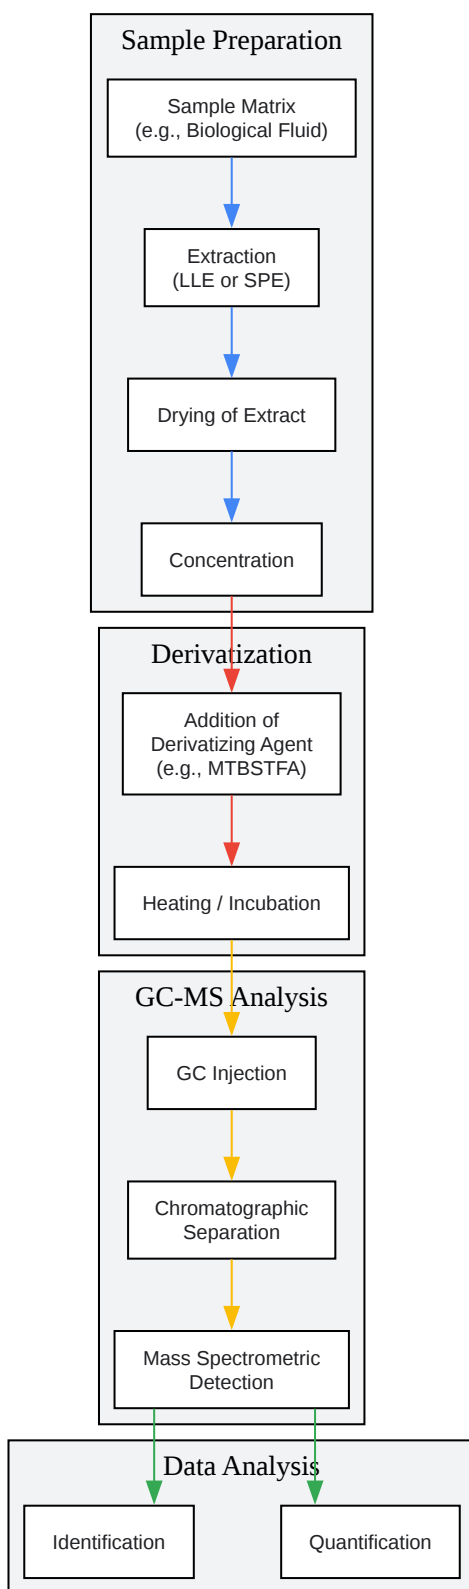 Sample Preparation
Sample Matrix
(e.g., Biological Fluid)
Extraction
(LLE or SPE)
Drying of Extract
Concentration
Derivatization
Addition of
Derivatizing Agent
(e.g., MTBSTFA)
Heating / Incubation
GC-MS Analysis
GC Injection
Chromatographic
Separation
Mass Spectrometric
Detection
Data Analysis
Identification
Quantification